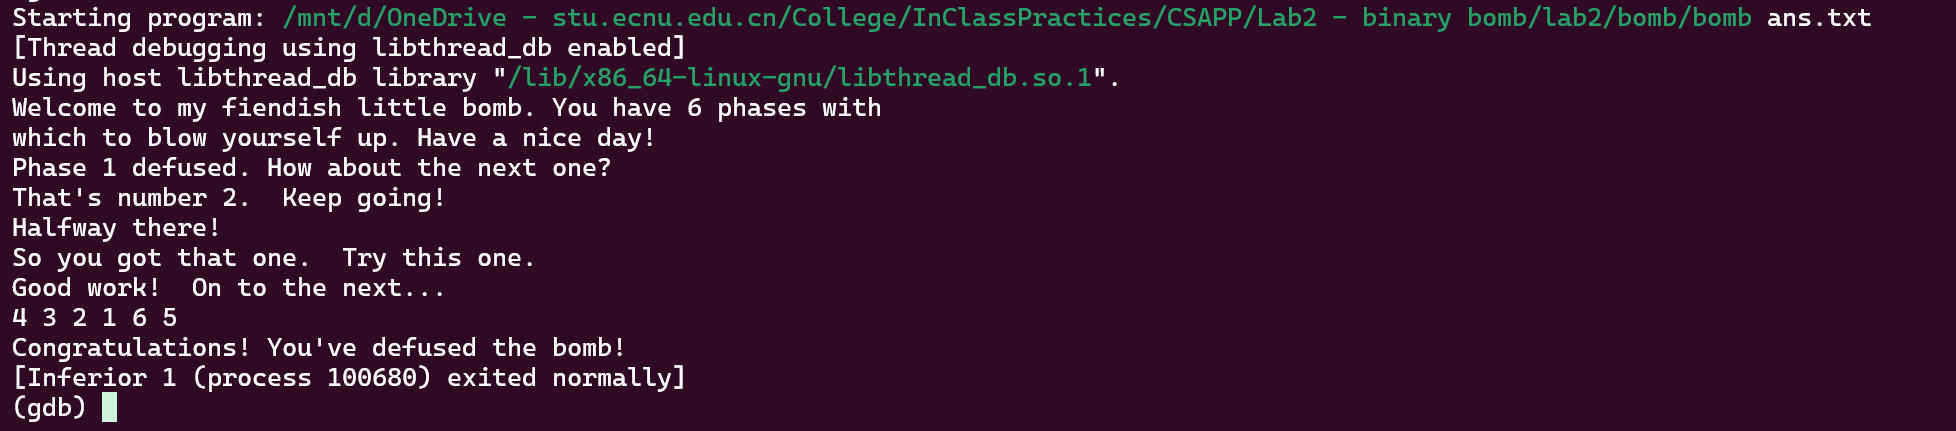 Starting program: /mnt/d/OneDrive - stu.ecnu.edu.cn/College/InClassPractices/CSAPP/Lab2 - binary bomb/lab2/bomb/bomb ans.txt
[Thread debugging using libthread_db enabled]
Using host libthread_db library "/lib/x86_64-linux-gnu/libthread_db.so.1".
Welcome to my fiendish little bomb. You have 6 phases with
which to blow yourself up. Have a nice day!
Phase 1 defused. How about the next one?
That's number 2.  Keep going!
Halfway there!
So you got that one.  Try this one.
Good work!  On to the next...
4 3 2 1 6 5
Congratulations! You've defused the bomb!
[Inferior 1 (process 100680) exited normally]
(gdb)